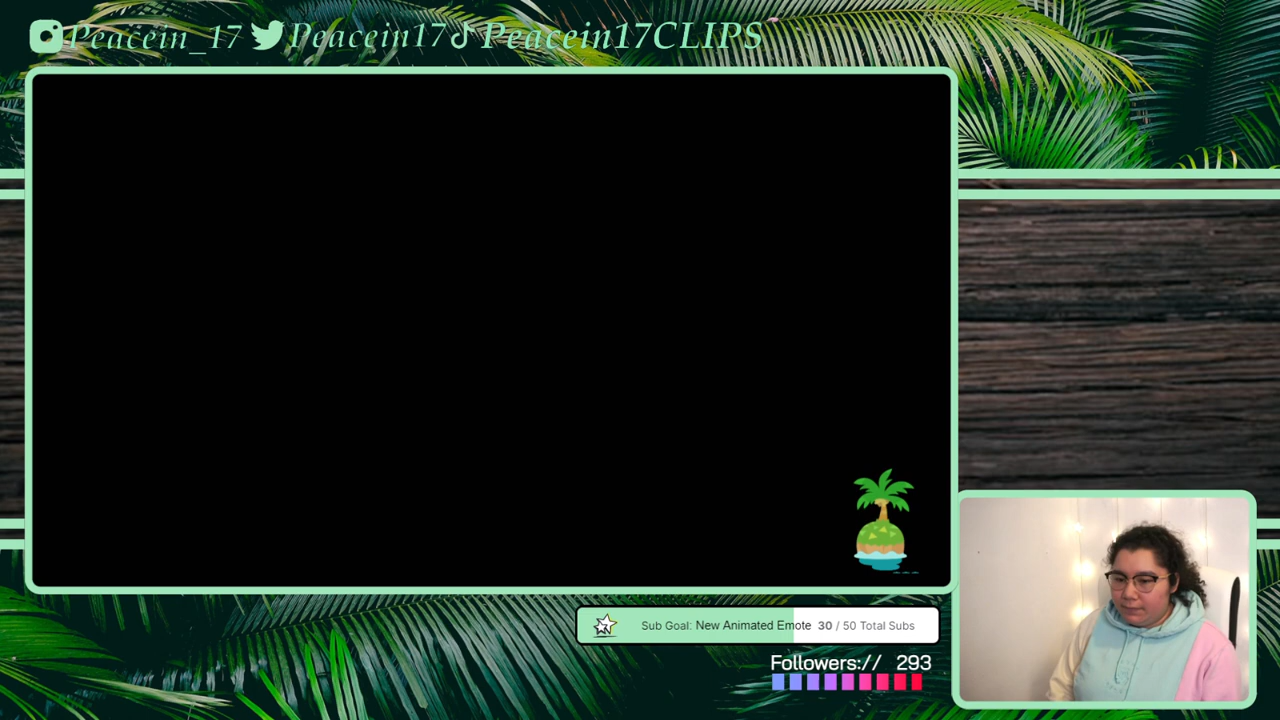 Peacein_17 Peacein17 Peacein17CLIPS
Sub Goal: New Animated Emote 30 / 50 Total Subs
Followers:// 293